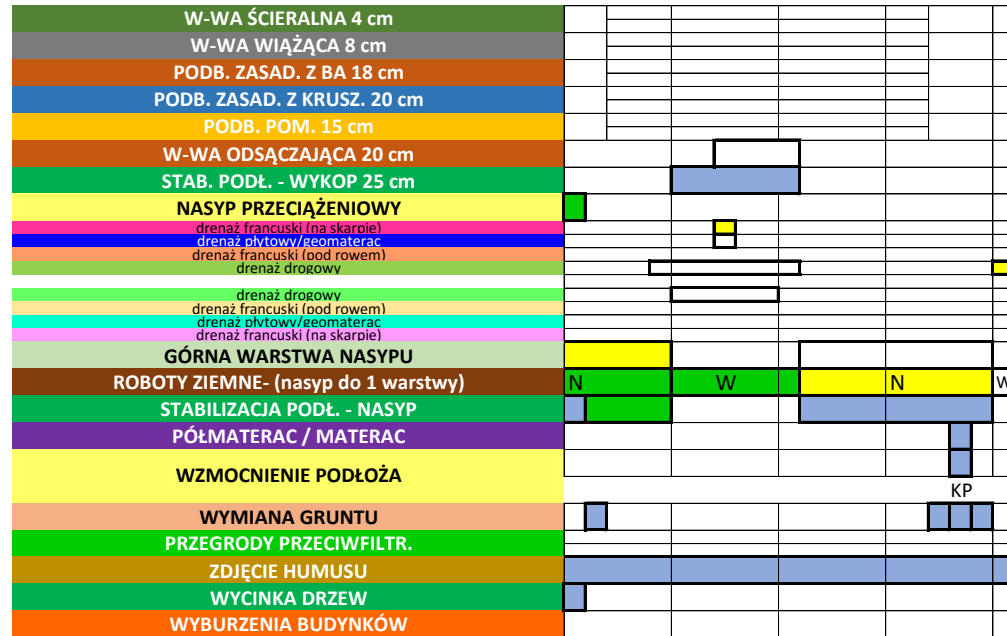 W-WA ŚCIERALNA 4 cm
W-WA WIĄŻĄCA 8 cm
PODB. ZASAD. Z BA 18 cm
PODB. ZASAD. Z KRUSZ. 20 cm
PODB. POM. 15 cm
W-WA ODSĄCZAJĄCA 20 cm
STAB. PODŁ. - WYKOP 25 cm
NASYP PRZECIĄŻENIOWY
drenaż francuski (na skarpie)
drenaż płytowy/geomaterac
drenaż francuski (pod rowem)
drenaż drogowy
drenaż drogowy
drenaż francuski (pod rowem)
drenaż płytowy/geomaterac
drenaż francuski (na skarpie)
GÓRNA WARSTWA NASYPU
ROBOTY ZIEMNE- (nasyp do 1 warstwy) N W N W
STABILIZACJA PODŁ. - NASYP
PÓŁMATERAC / MATERAC
WZMOCNIENIE PODŁOŻA
KP
WYMIANA GRUNTU
PRZEGRODY PRZECIWFILTR.
ZDJĘCIE HUMUSU
WYCINKA DRZEW
WYBURZENIA BUDYNKÓW